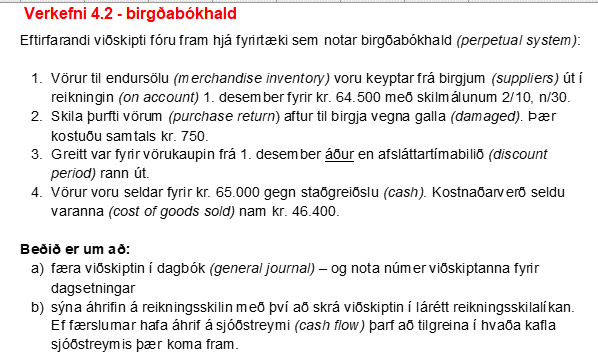 Verkefni 4.2 - birgðabókhald
Eftirfarandi viðskipti fóru fram hjá fyrirtæki sem notar birgðabókhald (perpetual system):
1. Vörur til endursölu (merchandise inventory) voru keyptar frá birgjum (suppliers) út í
reikningin (on account) 1. desember fyrir kr. 64.500 með skilmálunum 2/10, n/30.
2. Skila þurfti vörum (purchase return) aftur til birgja vegna galla (damaged). Þær
kostuðu samtals kr. 750.
3. Greitt var fyrir vörukaupin frá 1. desember áður en afsláttartímabilið (discount
period) rann út.
4. Vörur voru seldar fyrir kr. 65.000 gegn staðgreiðslu (cash). Kostnaðarverð seldu
varanna (cost of goods sold) nam kr. 46.400.
Beðið er um að:
a) færa viðskiptin í dagbók (general journal) – og nota númer viðskiptanna fyrir
dagsetningar
b) sýna áhrifin á reikningsskilin með því að skrá viðskiptin í lárétt reikningsskilalíkan.
Ef færslurnar hafa áhrif á sjóðstreymi (cash flow) þarf að tilgreina í hvaða kafla
sjóðstreymis þær koma fram.